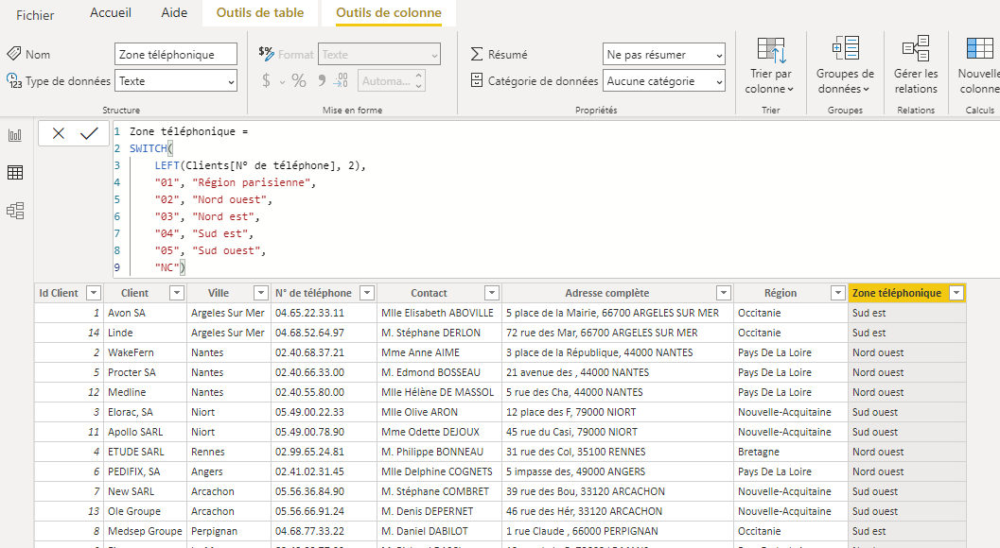 Fichier Accueil Aide Outils de table Outils de colonne
Nom Zone téléphonique
Type de données Texte
Structure
Format Texte
$ % 9 .00 Automa...
Mise en forme
Résumé Ne pas résumer
Catégorie de données Aucune catégorie
Propriétés
Trier par
colonne
Trier
Groupes de
données
Groupes
Gérer les
relations
Relations
Nouvelle
colonne
Calculs
1 Zone téléphonique =
2 SWITCH(
3 LEFT(Clients[N° de téléphone], 2),
4 "01", "Région parisienne",
5 "02", "Nord ouest",
6 "03", "Nord est",
7 "04", "Sud est",
8 "05", "Sud ouest",
9 "NC")
Id Client Client Ville N° de téléphone Contact Adresse complète Région Zone téléphonique
1 Avon SA Argeles Sur Mer 04.65.22.33.11 Mlle Elisabeth ABOVILLE 5 place de la Mairie, 66700 ARGELES SUR MER Occitanie Sud est
14 Linde Argeles Sur Mer 04.68.52.64.97 M. Stéphane DERLON 72 rue des Mar, 66700 ARGELES SUR MER Occitanie Sud est
2 WakeFern Nantes 02.40.68.37.21 Mme Anne AIME 3 place de la République, 44000 NANTES Pays De La Loire Nord ouest
5 Procter SA Nantes 02.40.66.33.00 M. Edmond BOSSEAU 21 avenue des , 44000 NANTES Pays De La Loire Nord ouest
12 Medline Nantes 02.40.55.80.00 Mlle Hélène DE MASSOL 5 rue des Cha, 44000 NANTES Pays De La Loire Nord ouest
3 Elorac, SA Niort 05.49.00.22.33 Mlle Olive ARON 12 place des F, 79000 NIORT Nouvelle-Acquitaine Sud ouest
11 Apollo SARL Niort 05.49.00.78.90 Mme Odette DEJOUX 45 rue du Casi, 79000 NIORT Nouvelle-Acquitaine Sud ouest
4 ETUDE SARL Rennes 02.99.65.24.81 M. Philippe BONNEAU 31 rue des Col, 35100 RENNES Bretagne Nord ouest
6 PEDIFIX, SA Angers 02.41.02.31.45 Mlle Delphine COGNETS 5 impasse des, 49000 ANGERS Pays De La Loire Nord ouest
7 New SARL Arcachon 05.56.36.84.90 M. Stéphane COMBRET 39 rue des Bou, 33120 ARCACHON Nouvelle-Acquitaine Sud ouest
13 Ole Groupe Arcachon 05.56.66.91.24 M. Denis DEPERNET 46 rue des Hér, 33120 ARCACHON Nouvelle-Acquitaine Sud ouest
8 Medsep Groupe Perpignan 04.68.77.33.22 M. Daniel DABILOT 1 rue Claude , 66000 PERPIGNAN Occitanie Sud est